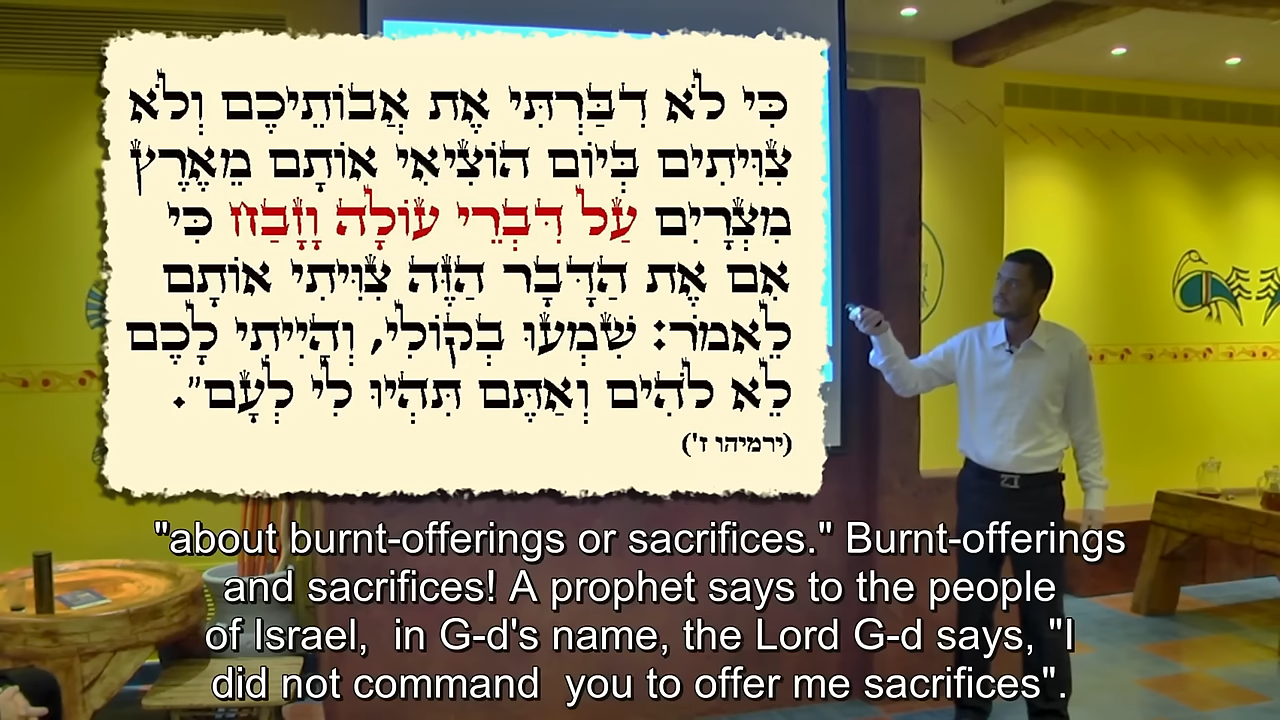 כִּי לֹא דִבַּרְתִּי אֶת אֲבוֹתֵיכֶם וְלֹא
צִוִּיתִים בְּיוֹם הוֹצִיאִי אוֹתָם מֵאֶרֶץ
מִצְרָיִם עַל דִּבְרֵי עוֹלָה וָזָבַח כִּי
אִם אֶת הַדָּבָר הַזֶּה צִוִּיתִי אוֹתָם
לֵאמֹר: שִׁמְעוּ בְקוֹלִי, וְהָיִיתִי לָכֶם
לֵא לֹהִים וְאַתֶּם תִּהְיוּ לִי לְעָם".
(ירמיהו ז')
"about burnt-offerings or sacrifices." Burnt-offerings
and sacrifices! A prophet says to the people
of Israel, in G-d's name, the Lord G-d says, "I
did not command you to offer me sacrifices".